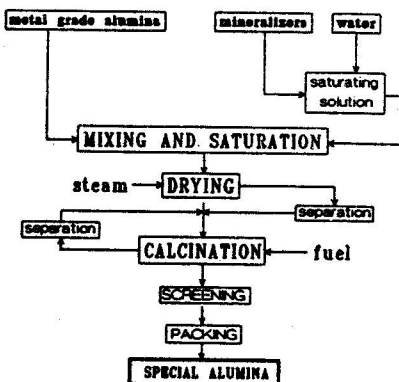 metal grade alumina
mineralizers
water
saturating
solution
MIXING AND SATURATION
steam
DRYING
separation
separation
CALCINATION
fuel
SCREENING
PACKING
SPECIAL ALUMINA